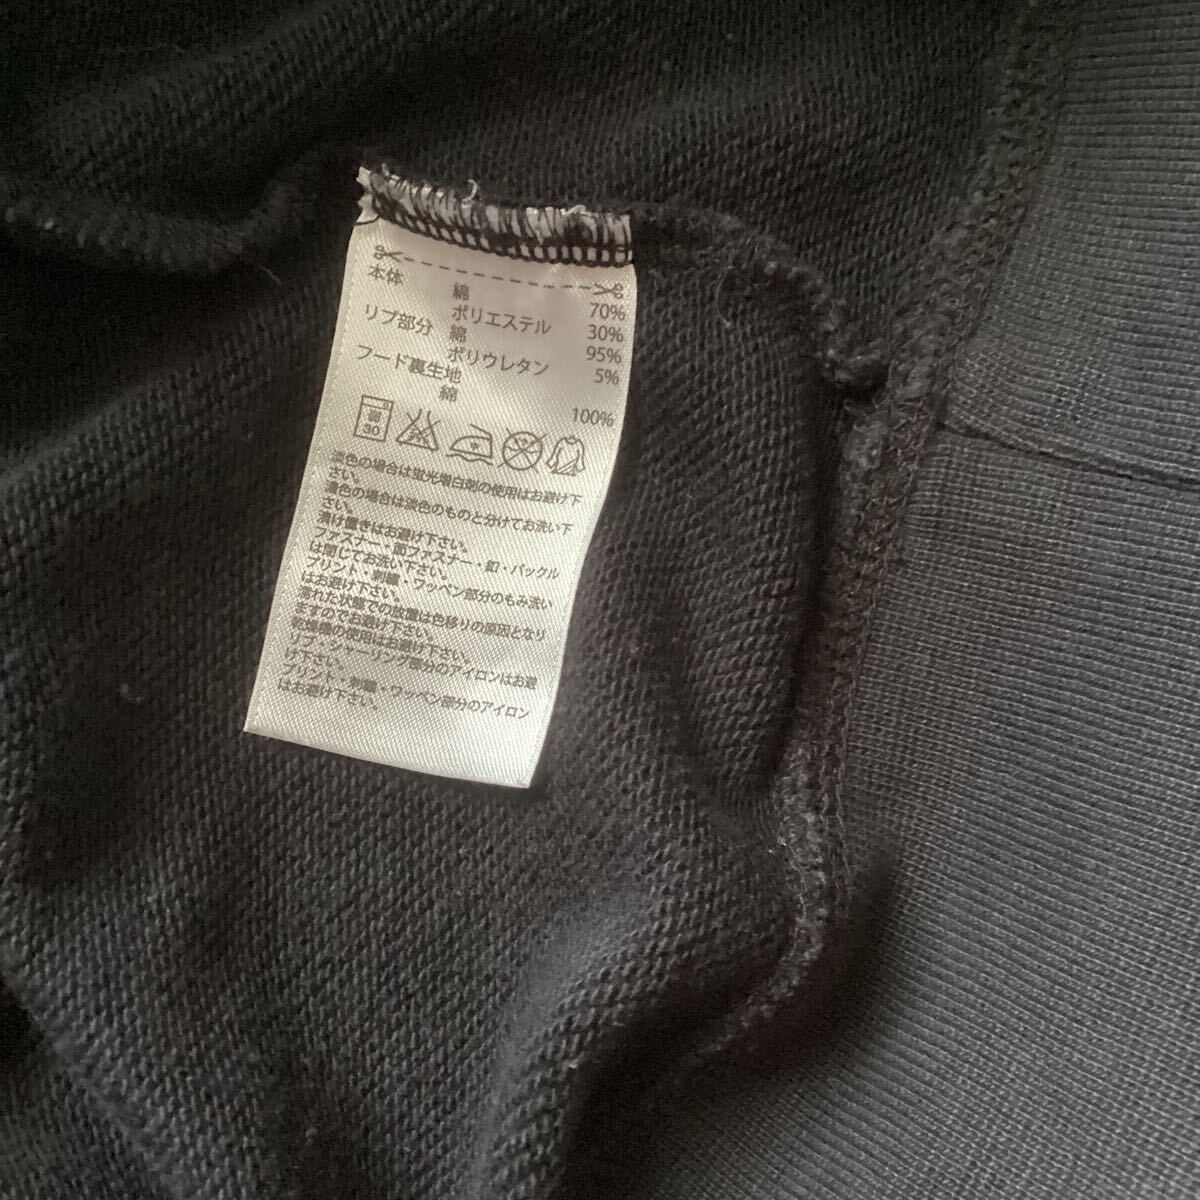 本体
綿 70%
ポリエステル 30%
リブ部分
綿 95%
ポリウレタン 5%
フード裏生地
綿 100%
30
淡色の場合は蛍光増白剤の使用はお避け下
さい。
濃色の場合は淡色のものと分けてお洗い下
さい。
漬け置きはお避け下さい。
ファスナー・面ファスナー・釦・バックル
は閉じてお洗い下さい。
プリント・刺繍・ワッペン部分のもみ洗い
はお避け下さい。
濡れた状態での放置は色移りの原因となり
ますのでお避け下さい。
乾燥機の使用はお避け下さい。
リブ・シャーリング部分のアイロンはお避
け下さい。
プリント・刺繍・ワッペン部分のアイロン
はお避け下さい。